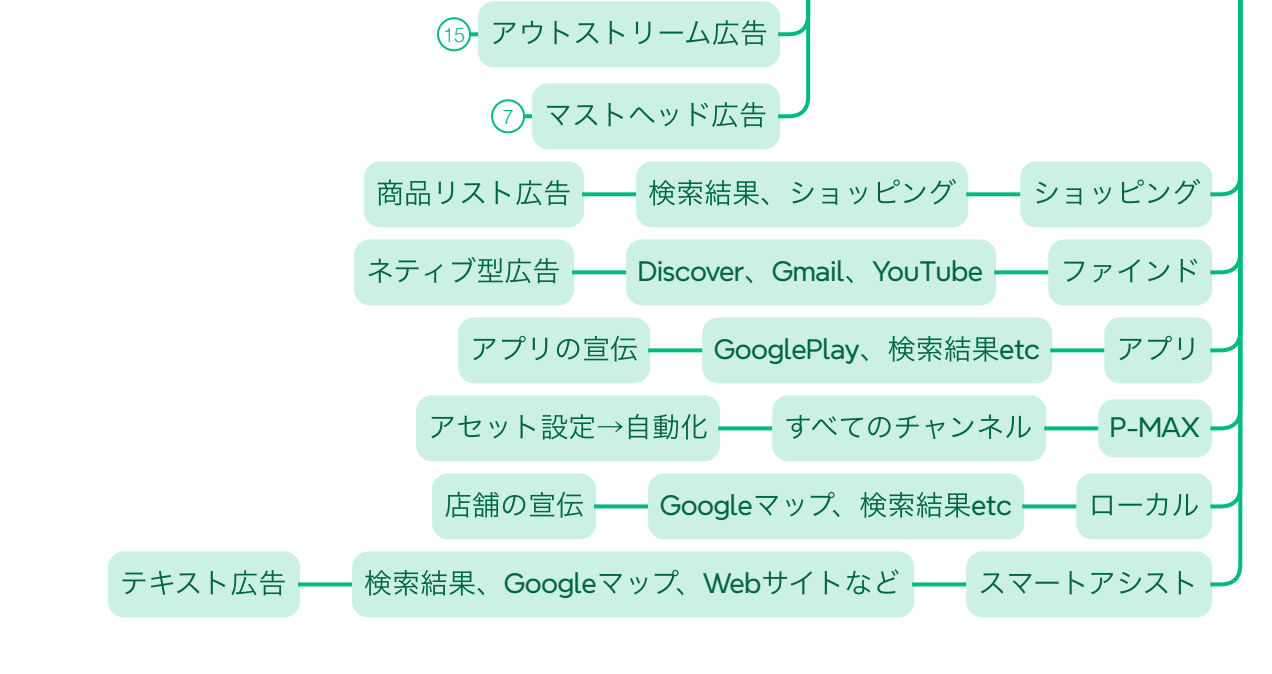 15 アウトストリーム広告
7 マストヘッド広告
商品リスト広告 検索結果、ショッピング ショッピング
ネティブ型広告 Discover、Gmail、YouTube ファインド
アプリの宣伝 GooglePlay、検索結果etc アプリ
アセット設定→自動化 すべてのチャンネル P-MAX
店舗の宣伝 Googleマップ、検索結果etc ローカル
テキスト広告 検索結果、Googleマップ、Webサイトなど スマートアシスト